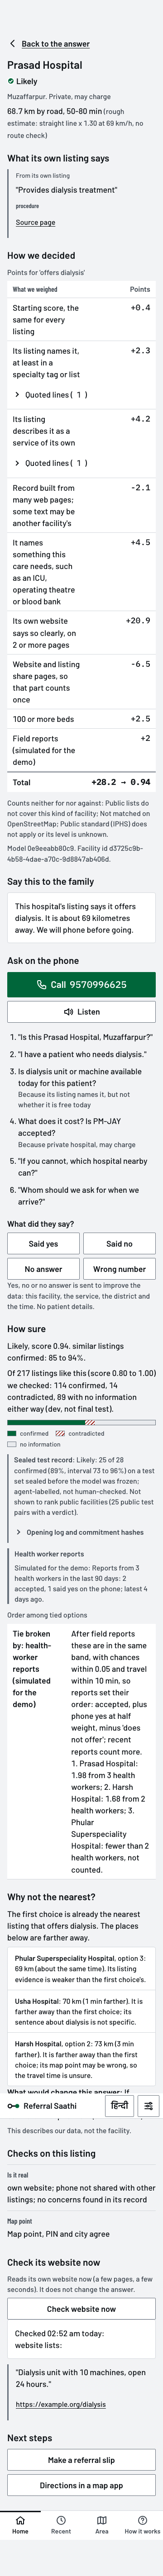 Back to the answer
Prasad Hospital
Likely
Muzaffarpur. Private, may charge
68.7 km by road, 50-80 min (rough
estimate: straight line x 1.30 at 69 km/h, no
route check)
What its own listing says
From its own listing
"Provides dialysis treatment"
procedure
Source page
How we decided
Points for 'offers dialysis'
What we weighed Points
Starting score, the +0.4
same for every
listing
Its listing names it, +2.3
at least in a
specialty tag or list
Quoted lines ( 1 )
Its listing +4.2
describes it as a
service of its own
Quoted lines ( 1 )
Record built from -2.1
many web pages;
some text may be
another facility's
It names +4.5
something this
care needs, such
as an ICU,
operating theatre
or blood bank
Its own website +20.9
says so clearly, on
2 or more pages
Website and listing -6.5
share pages, so
that part counts
once
100 or more beds +2.5
Field reports +2
(simulated for the
demo)
Total +28.2 → 0.94
Counts neither for nor against: Public lists do
not cover this kind of facility; Not matched on
OpenStreetMap; Public standard (IPHS) does
not apply or its level is unknown.
Model 0e9eeabb80c9. Facility id d3725c9b-
4b58-4dae-a70c-9d8847ab406d.
Say this to the family
This hospital's listing says it offers
dialysis. It is about 69 kilometres
away. We will phone before going.
Ask on the phone
Call 9570996625
Listen
1. "Is this Prasad Hospital, Muzaffarpur?"
2. "I have a patient who needs dialysis."
3. Is dialysis unit or machine available
today for this patient?
Because its listing names it, but not
whether it is free today
4. What does it cost? Is PM-JAY
accepted?
Because private hospital, may charge
5. "If you cannot, which hospital nearby
can?"
6. "Whom should we ask for when we
arrive?"
What did they say?
Said yes Said no
No answer Wrong number
Yes, no or no answer is sent to improve the
data: this facility, the service, the district and
the time. No patient details.
How sure
Likely, score 0.94. similar listings
confirmed: 85 to 94%.
Of 217 listings like this (score 0.80 to 1.00)
we checked: 114 confirmed, 14
contradicted, 89 with no information
either way (dev, not final test).
confirmed contradicted
no information
Sealed test record: Likely: 25 of 28
confirmed (89%, interval 73 to 96%) on a test
set sealed before the model was frozen;
agent-labelled, not human-checked. Not
shown to rank public facilities (25 public test
pairs with a verdict).
Opening log and commitment hashes
Health worker reports
Simulated for the demo: Reports from 3
health workers in the last 90 days: 2
accepted, 1 said yes on the phone; latest 4
days ago.
Order among tied options
Tie broken After field reports
by: health- these are in the same
worker band, with chances
reports within 0.05 and travel
(simulated within 10 min, so
for the reports set their
demo) order: accepted, plus
phone yes at half
weight, minus 'does
not offer'; recent
reports count more.
1. Prasad Hospital:
1.98 from 3 health
workers; 2. Harsh
Hospital: 1.68 from 2
health workers; 3.
Phular
Superspeciality
Hospital: fewer than 2
health workers, not
counted.
Why not the nearest?
The first choice is already the nearest
listing that offers dialysis. The places
below are farther away.
Phular Superspeciality Hospital, option 3:
69 km (about the same time). Its listing
evidence is weaker than the first choice's.
Usha Hospital: 70 km (1 min farther). It is
farther away than the first choice; its
sentence about dialysis is not specific.
Harsh Hospital, option 2: 73 km (3 min
farther). It is farther away than the first
choice; its map point may be wrong, so
the travel time is unsure.
What would change this answer: If
Referral Saathi हिन्दी
This describes our data, not the facility.
Checks on this listing
Is it real
own website; phone not shared with other
listings; no concerns found in its record
Map point
Map point, PIN and city agree
Check its website now
Reads its own website now (a few pages, a few
seconds). It does not change the answer.
Check website now
Checked 02:52 am today:
website lists:
"Dialysis unit with 10 machines, open
24 hours."
https://example.org/dialysis
Next steps
Make a referral slip
Directions in a map app
Home Recent Area How it works